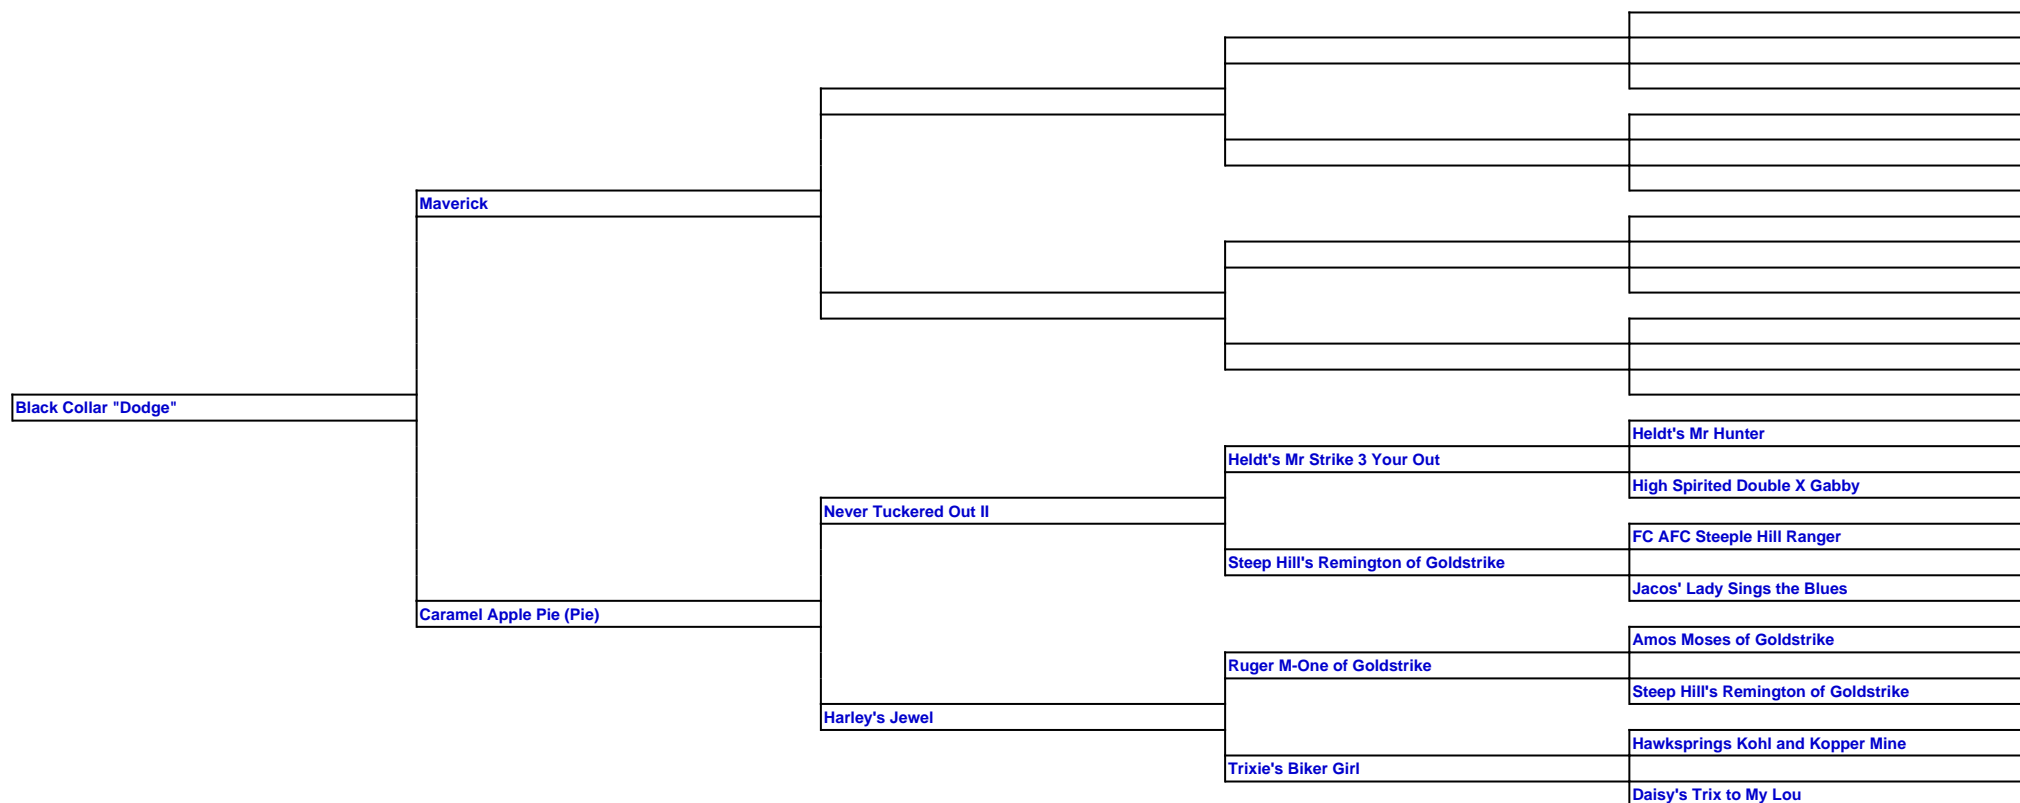 Maverick
Black Collar "Dodge"
Heldt's Mr Hunter
Heldt's Mr Strike 3 Your Out
High Spirited Double X Gabby
Never Tuckered Out II
FC AFC Steeple Hill Ranger
Steep Hill's Remington of Goldstrike
Jacos' Lady Sings the Blues
Caramel Apple Pie (Pie)
Amos Moses of Goldstrike
Ruger M-One of Goldstrike
Steep Hill's Remington of Goldstrike
Harley's Jewel
Hawksprings Kohl and Kopper Mine
Trixie's Biker Girl
Daisy's Trix to My Lou